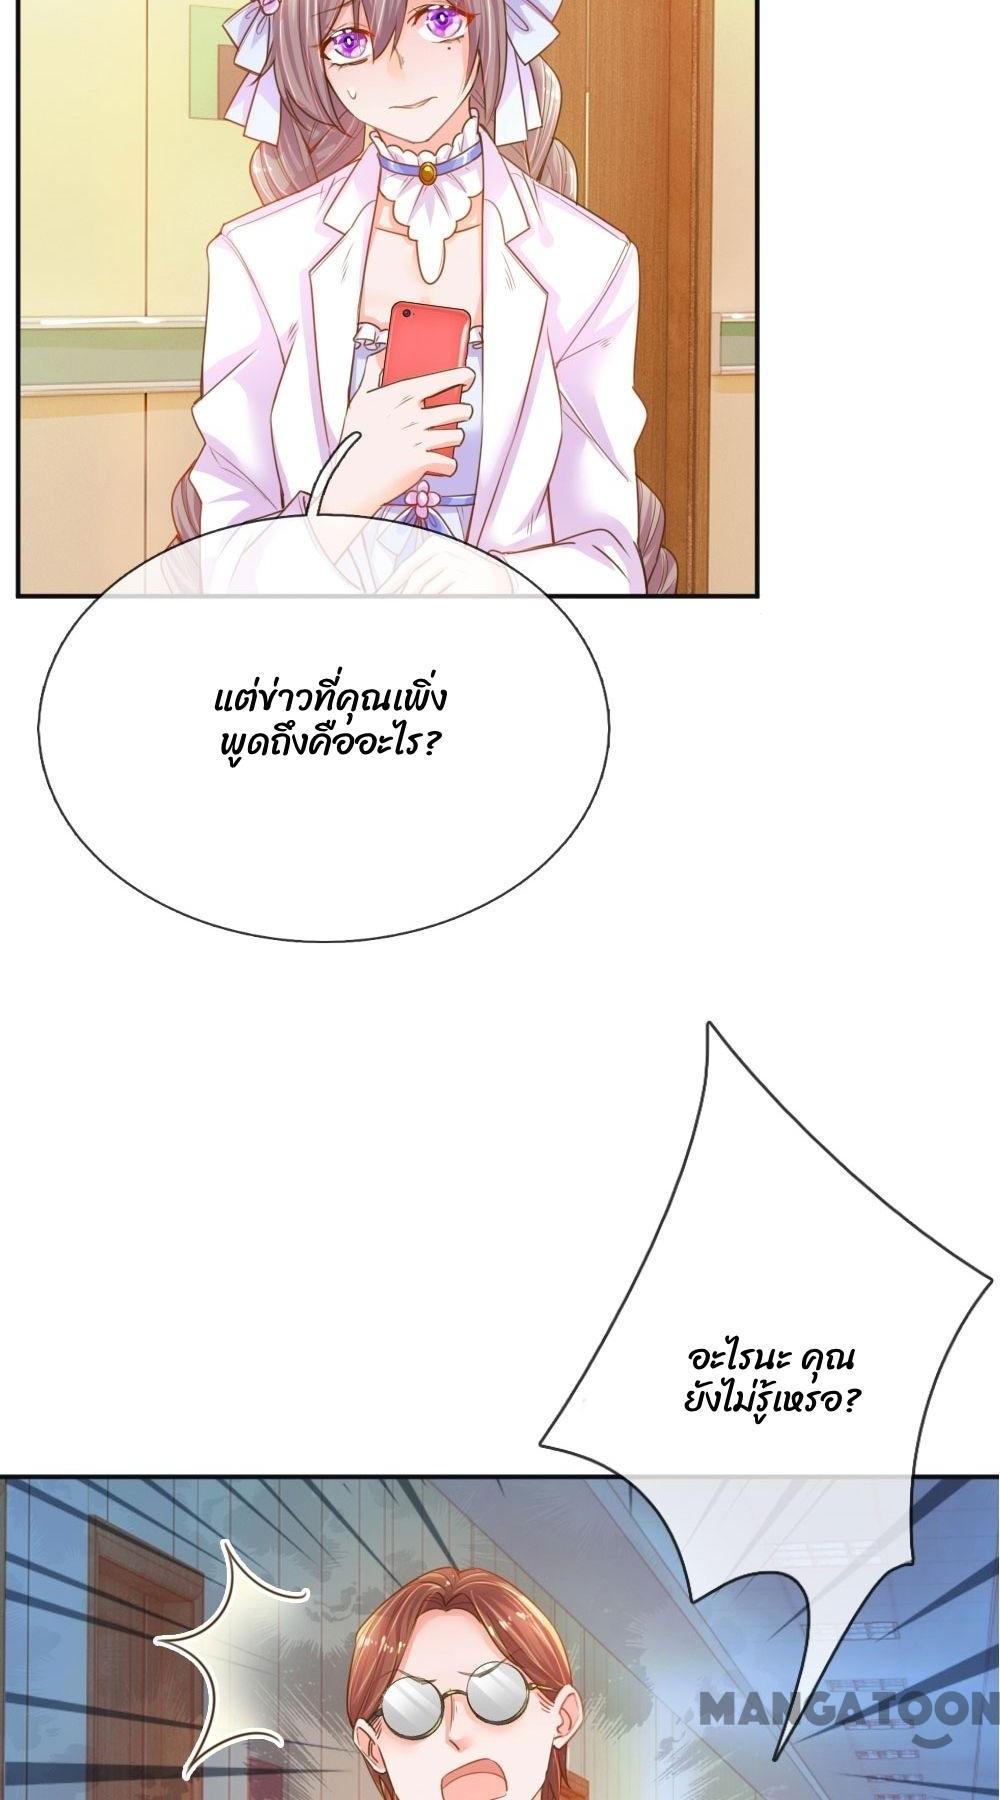 แต่ข่าวที่คุณเพิ่ง
พูดถึงคืออะไร?
อะไรนะ คุณ
ยังไม่รู้เหรอ?
MANGATOON